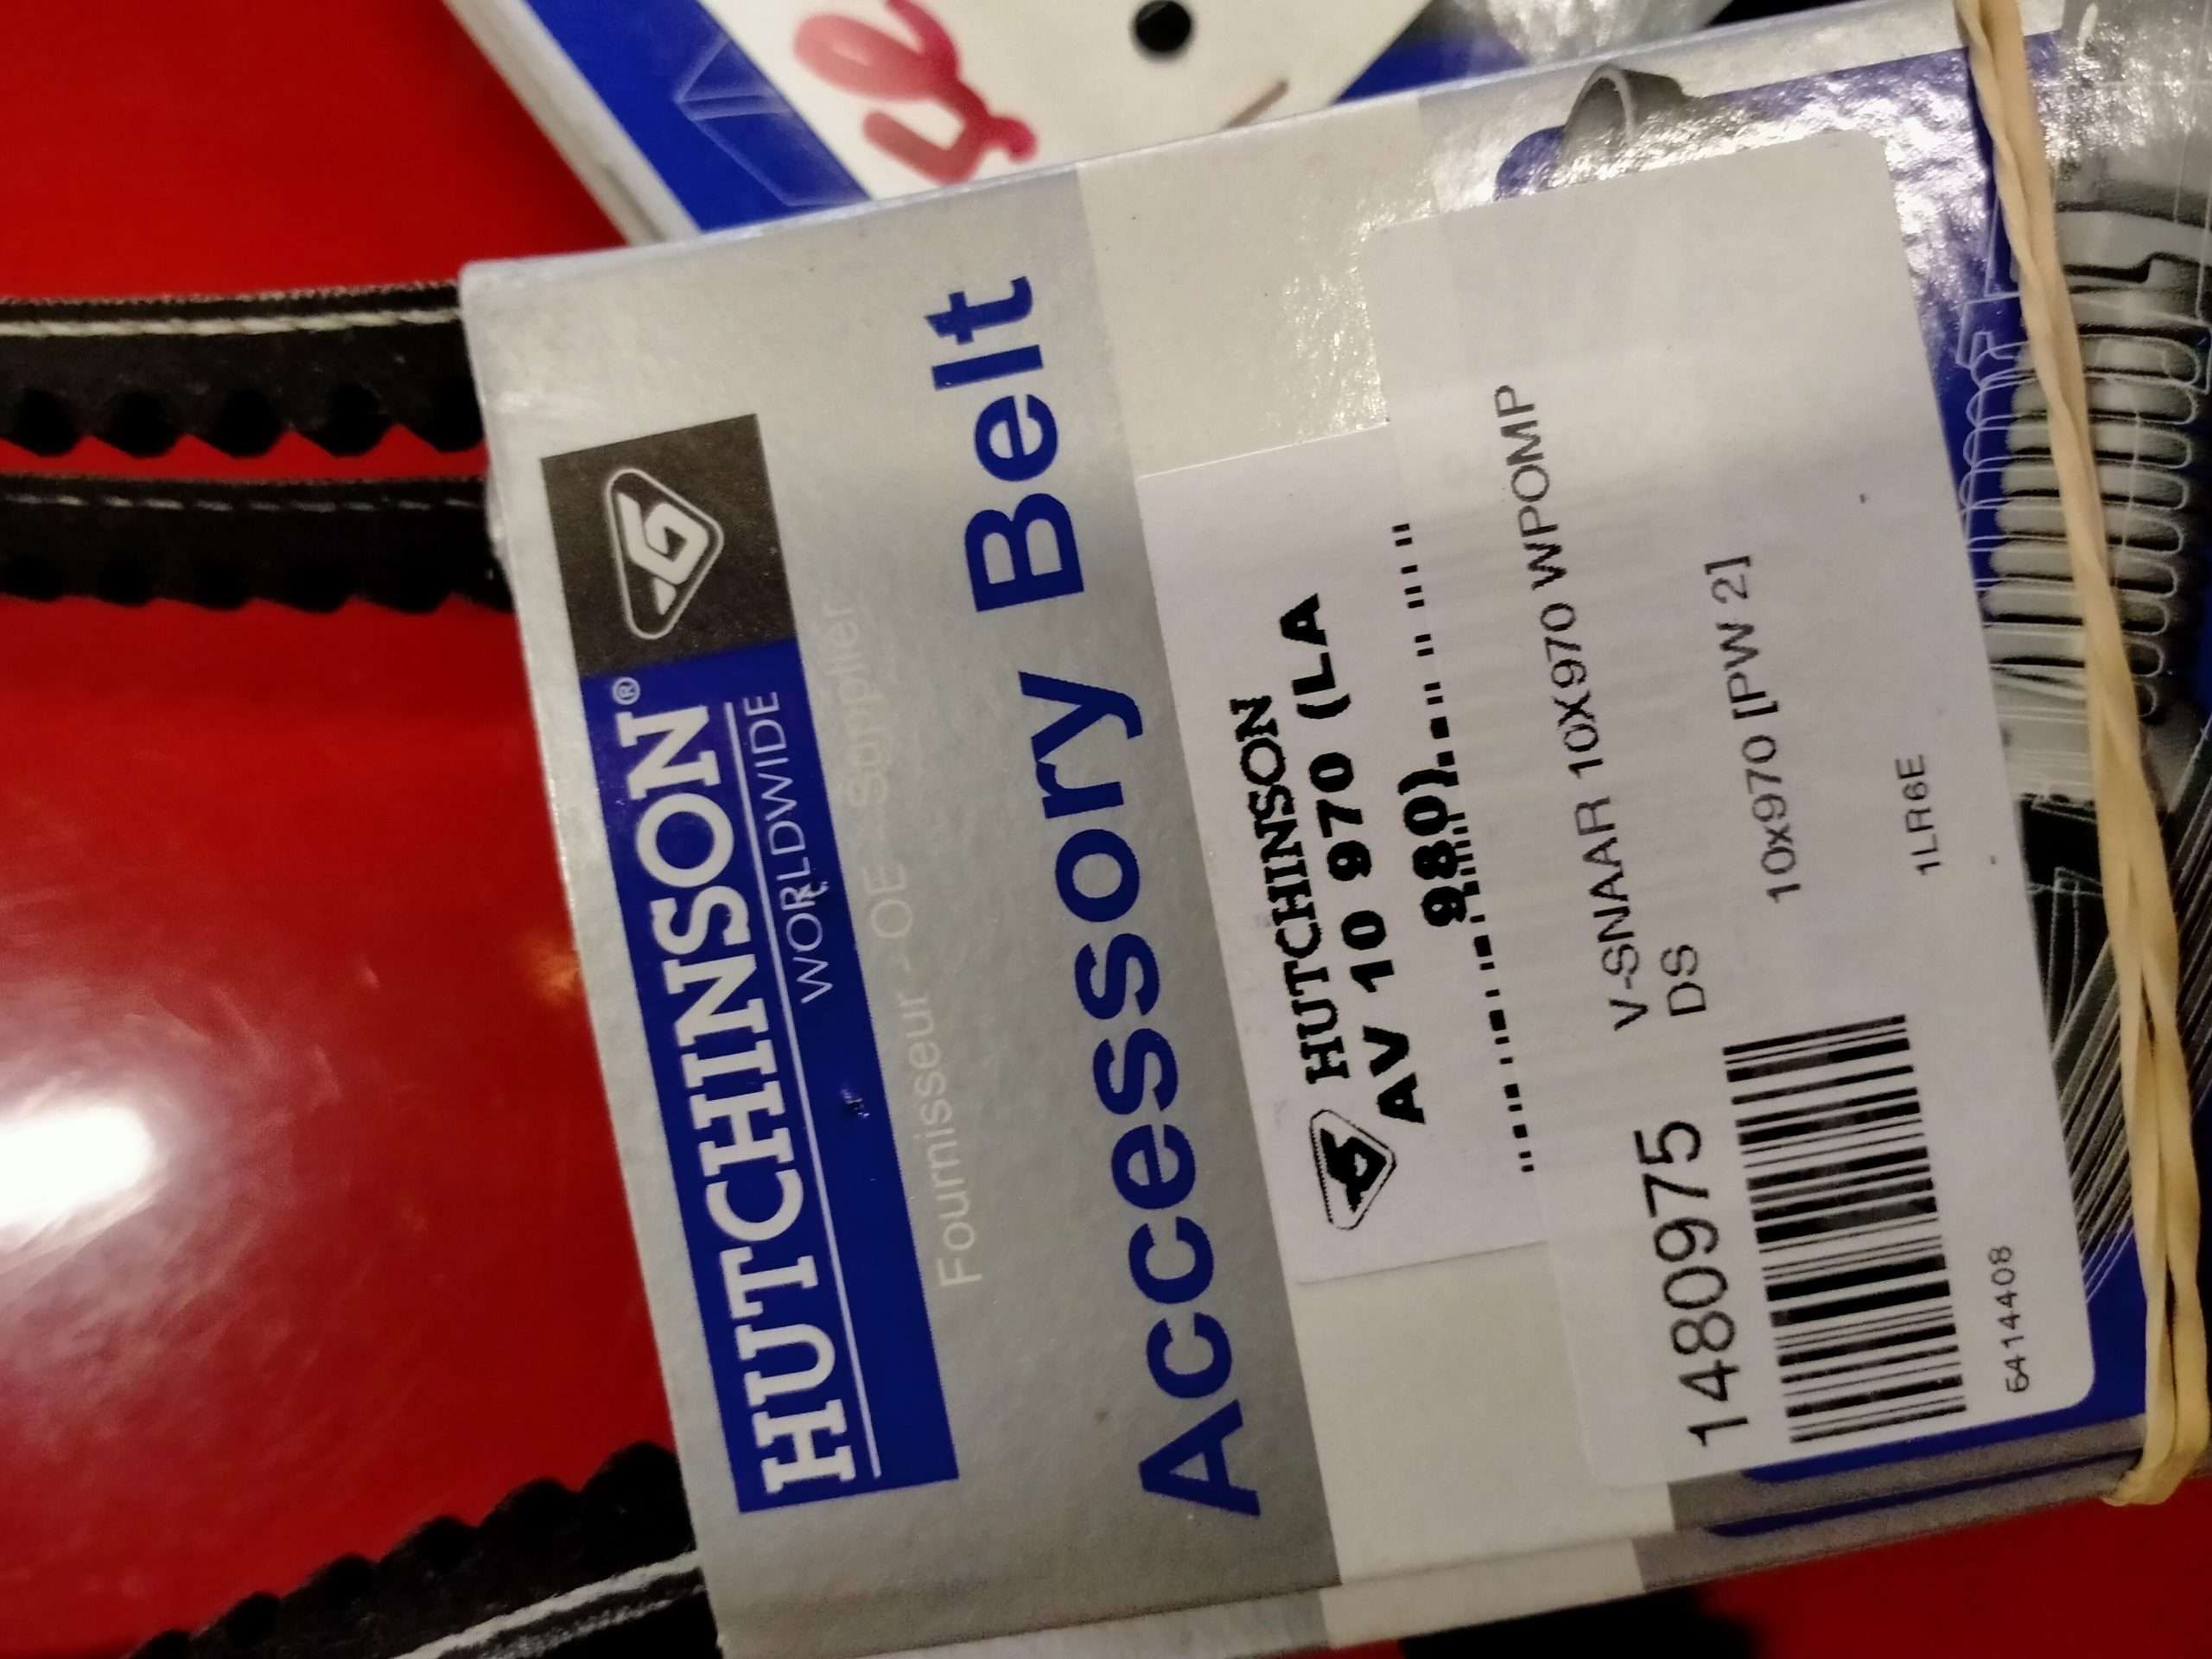 HUTCHINSON®
WORLDWIDE
Fournisseur - OE - Supplier
Accessory Belt
HUTCHINSON
AV 10 970 (LA
980)
1480975
V-SNAAR 10X970 WPOMP
DS
10x970 [PW 2]
1LR6E
5414408